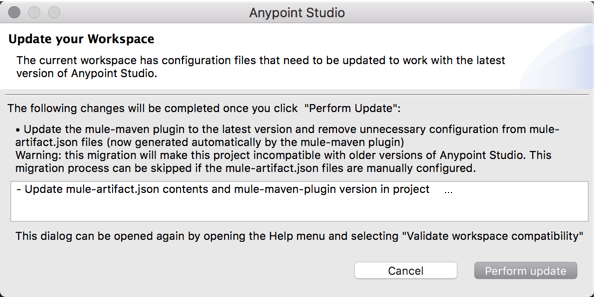 Anypoint Studio
Update your Workspace
The current workspace has configuration files that need to be updated to work with the latest
version of Anypoint Studio.
The following changes will be completed once you click "Perform Update":
• Update the mule-maven plugin to the latest version and remove unnecessary configuration from mule-
artifact.json files (now generated automatically by the mule-maven plugin)
Warning: this migration will make this project incompatible with older versions of Anypoint Studio. This
migration process can be skipped if the mule-artifact.json files are manually configured.
- Update mule-artifact.json contents and mule-maven-plugin version in project ...
This dialog can be opened again by opening the Help menu and selecting "Validate workspace compatibility"
Cancel Perform update